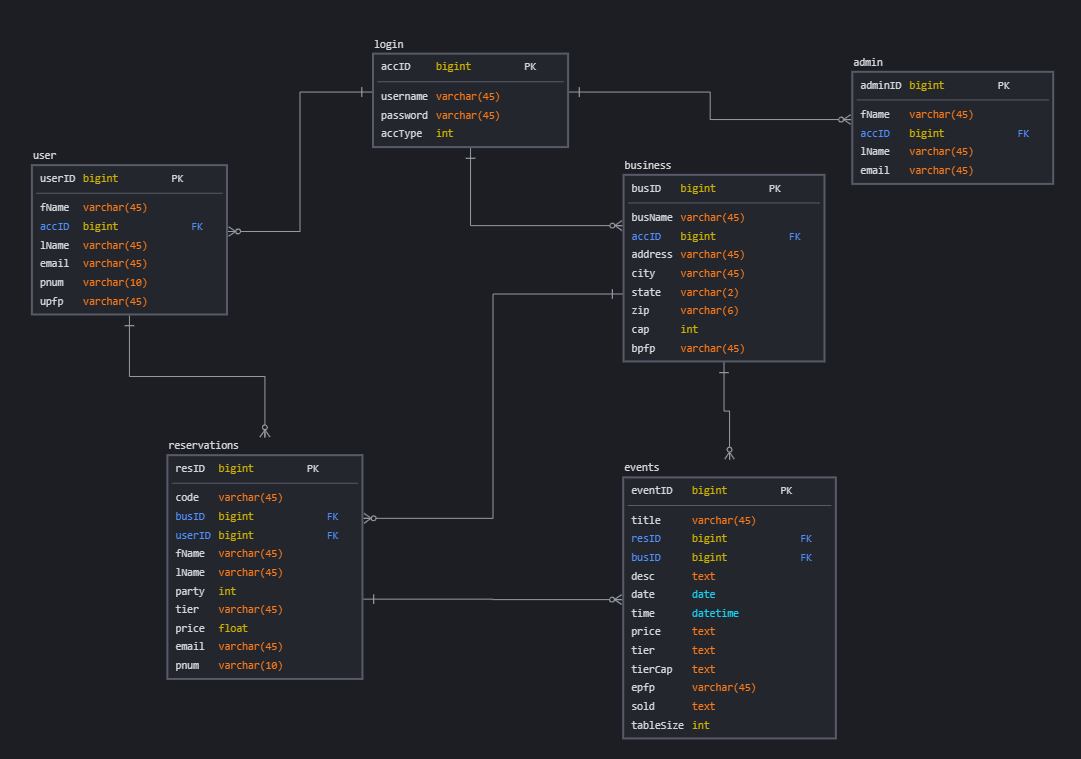 login
accID bigint PK
username varchar(45)
password varchar(45)
accType int
admin
adminID bigint PK
fName varchar(45)
accID bigint FK
lName varchar(45)
email varchar(45)
user
userID bigint PK
fName varchar(45)
accID bigint FK
lName varchar(45)
email varchar(45)
pnum varchar(10)
upfp varchar(45)
business
busID bigint PK
busName varchar(45)
accID bigint FK
address varchar(45)
city varchar(45)
state varchar(2)
zip varchar(6)
cap int
bpfp varchar(45)
reservations
resID bigint PK
code varchar(45)
busID bigint FK
userID bigint FK
fName varchar(45)
lName varchar(45)
party int
tier varchar(45)
price float
email varchar(45)
pnum varchar(10)
events
eventID bigint PK
title varchar(45)
resID bigint FK
busID bigint FK
desc text
date date
time datetime
price text
tier text
tierCap text
epfp varchar(45)
sold text
tableSize int